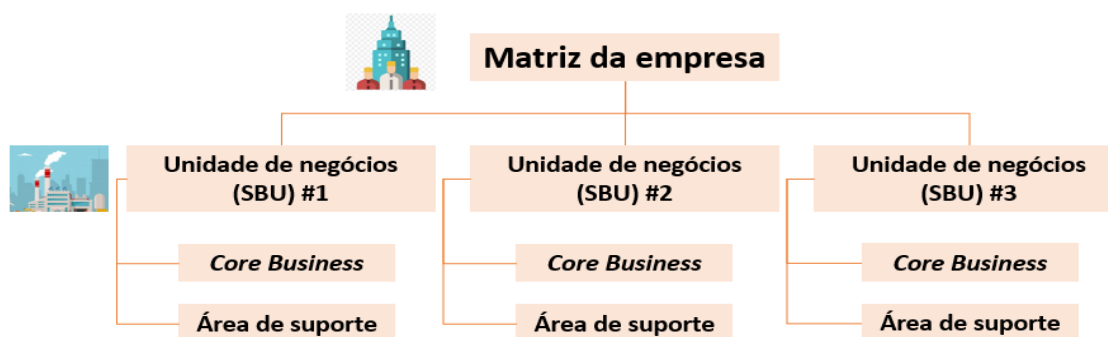 Matriz da empresa
Unidade de negócios
(SBU) #1
Unidade de negócios
(SBU) #2
Unidade de negócios
(SBU) #3
Core Business
Core Business
Core Business
Área de suporte
Área de suporte
Área de suporte